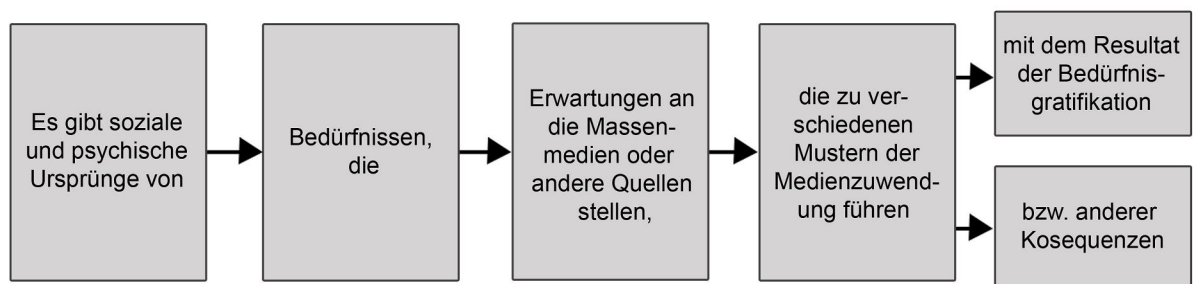 Es gibt soziale
und psychische
Ursprünge von
Bedürfnissen,
die
Erwartungen an
die Massen-
medien oder
andere Quellen
stellen,
die zu ver-
schiedenen
Mustern der
Medienzuwend-
ung führen
mit dem Resultat
der Bedürfnis-
gratifikation
bzw. anderer
Kosequenzen